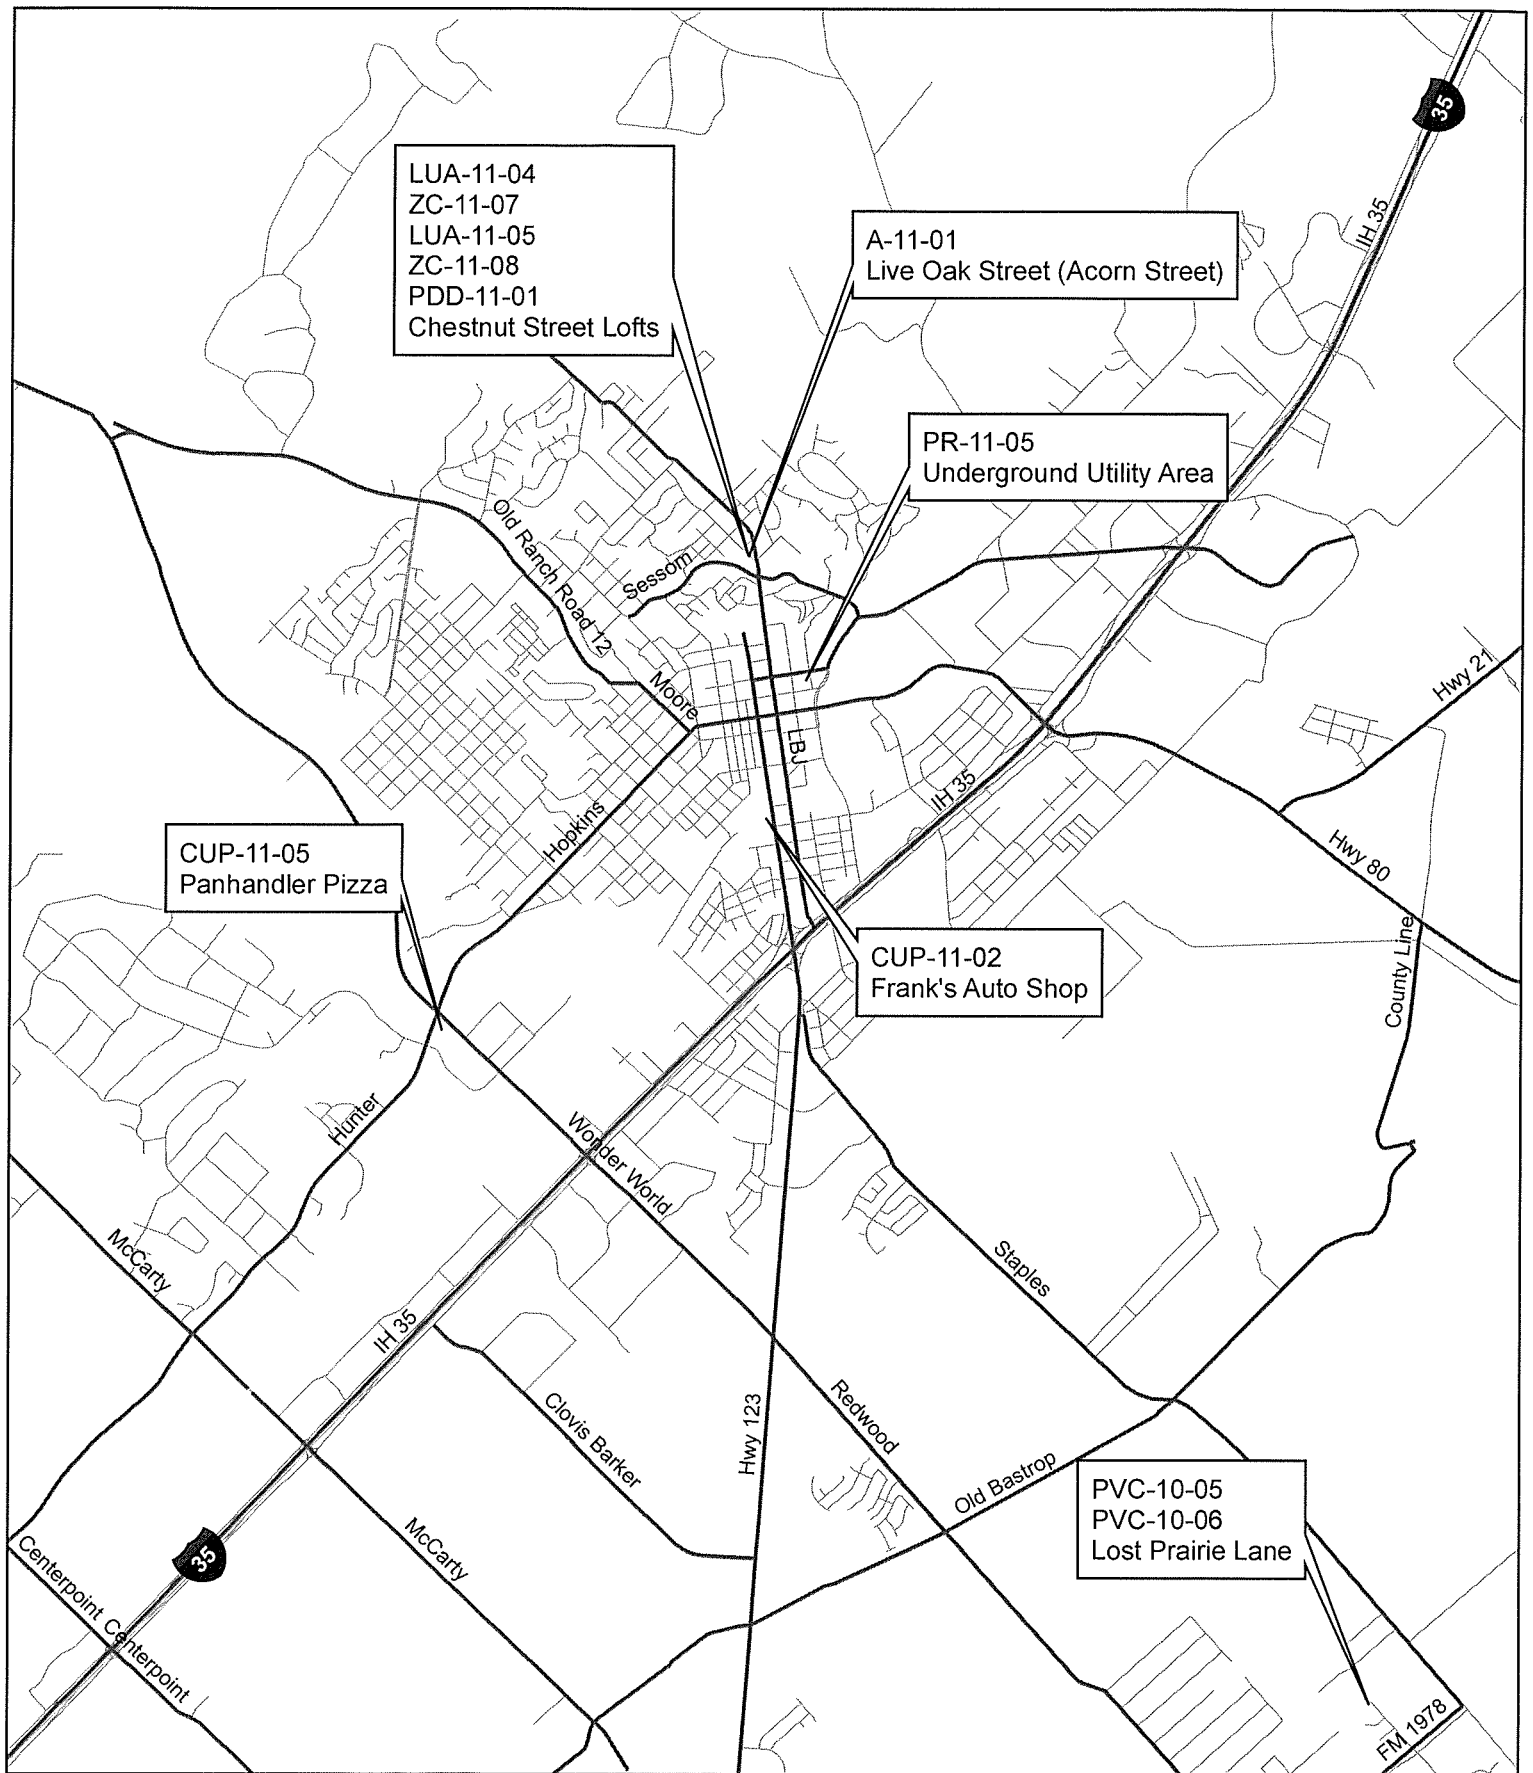 35
IH 35
LUA-11-04
ZC-11-07
LUA-11-05
ZC-11-08
PDD-11-01
Chestnut Street Lofts
A-11-01
Live Oak Street (Acorn Street)
PR-11-05
Underground Utility Area
Old Ranch Road 12
Sessom
Moore
LBJ
Hwy 21
IH 35
Hopkins
Hwy 80
CUP-11-05
Panhandler Pizza
County Line
CUP-11-02
Frank's Auto Shop
Hunter
Wonder World
McCarty
Staples
IH 35
Clovis Barker
Hwy 123
Redwood
Old Bastrop
PVC-10-05
PVC-10-06
Lost Prairie Lane
35
McCarty
Centerpoint
Centerpoint
FM 1978